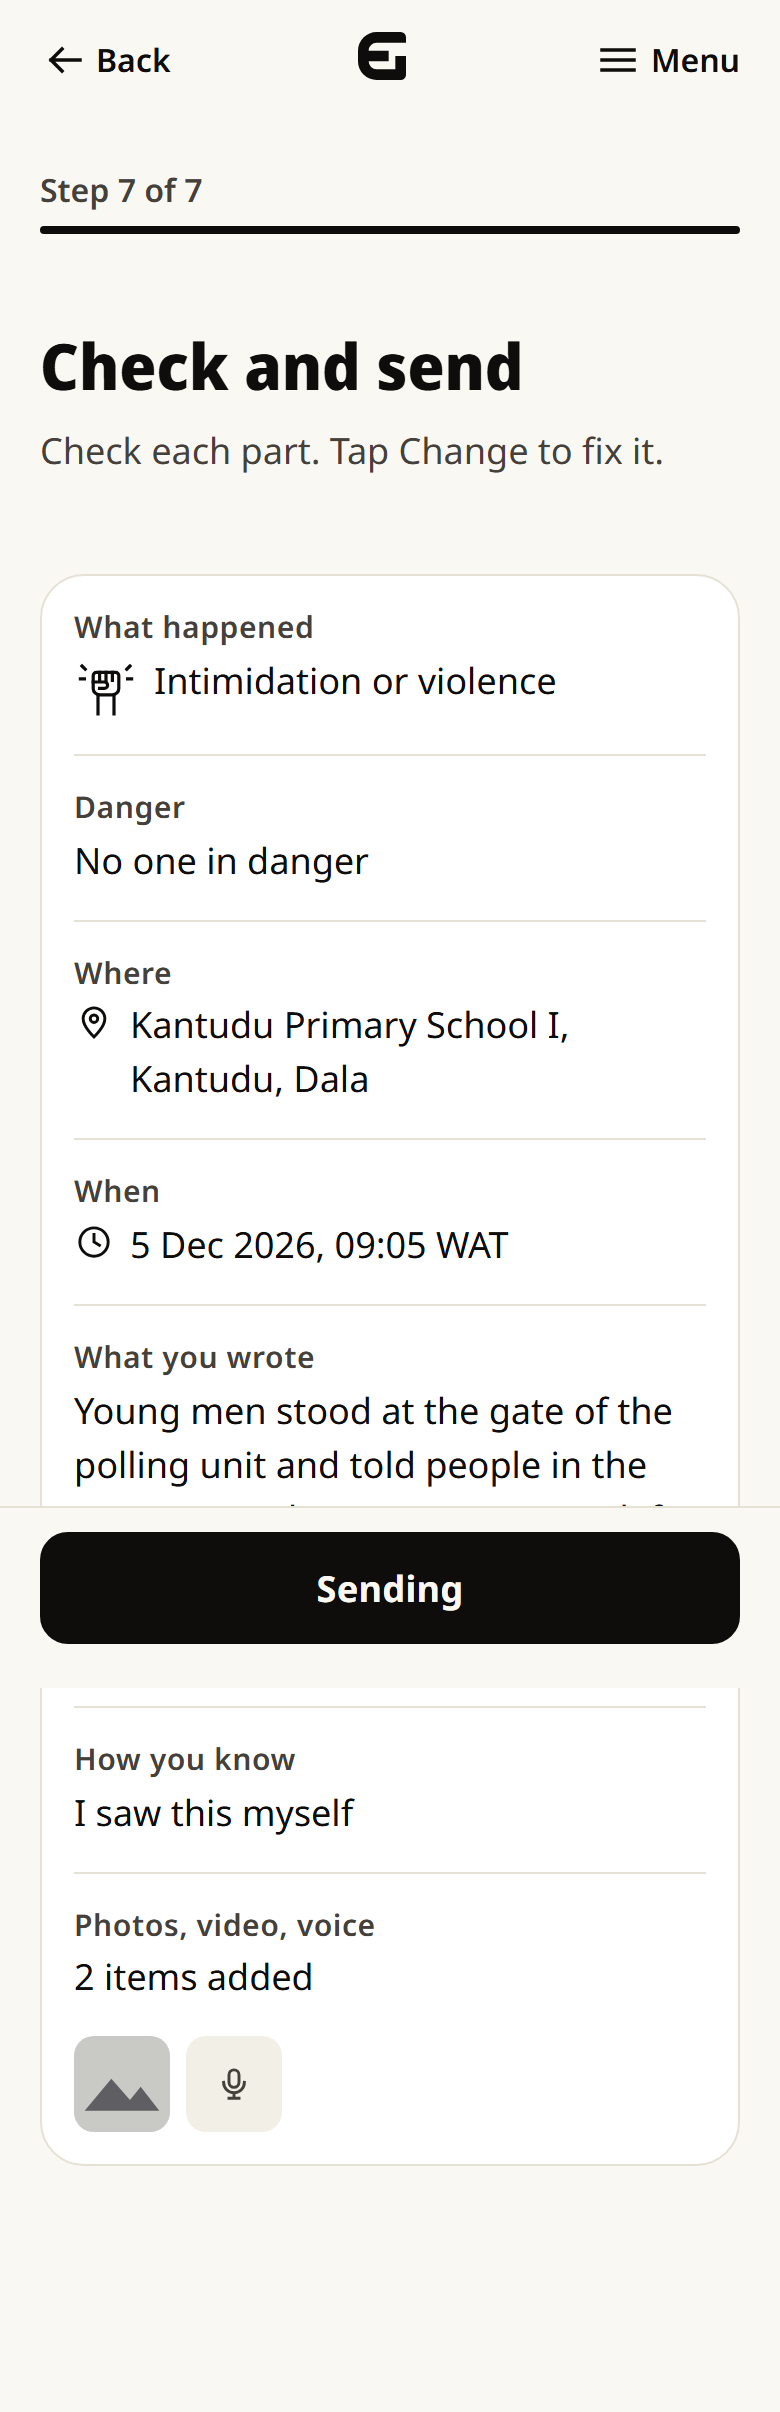 Back
Menu
Step 7 of 7
Check and send
Check each part. Tap Change to fix it.
What happened
Intimidation or violence
Danger
No one in danger
Where
Kantudu Primary School I,
Kantudu, Dala
When
5 Dec 2026, 09:05 WAT
What you wrote
Young men stood at the gate of the
polling unit and told people in the
Sending
How you know
I saw this myself
Photos, video, voice
2 items added